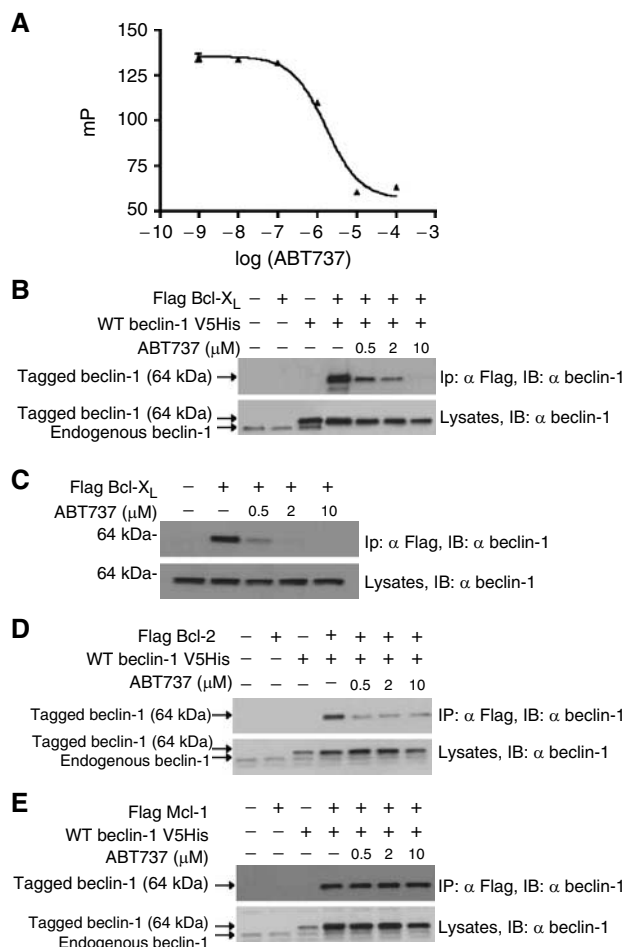 A
150
125
100
75
50
mP
−10 −9 −8 −7 −6 −5 −4 −3
log (ABT737)
B
Flag Bcl-XL − + − + + + +
WT beclin-1 V5His − − + + + + +
ABT737 (μM) − − − − 0.5 2 10
Tagged beclin-1 (64 kDa) Ip: α Flag, IB: α beclin-1
Tagged beclin-1 (64 kDa)
Endogenous beclin-1
Lysates, IB: α beclin-1
C
Flag Bcl-XL − + + + +
ABT737 (μM) − − 0.5 2 10
64 kDa- Ip: α Flag, IB: α beclin-1
64 kDa- Lysates, IB: α beclin-1
D
Flag Bcl-2 − + − + + + +
WT beclin-1 V5His − − + + + + +
ABT737 (μM) − − − − 0.5 2 10
Tagged beclin-1 (64 kDa) IP: α Flag, IB: α beclin-1
Tagged beclin-1 (64 kDa)
Endogenous beclin-1
Lysates, IB: α beclin-1
E
Flag Mcl-1 − + − + + + +
WT beclin-1 V5His − − + + + + +
ABT737 (μM) − − − − 0.5 2 10
Tagged beclin-1 (64 kDa) IP: α Flag, IB: α beclin-1
Tagged beclin-1 (64 kDa)
Endogenous beclin-1
Lysates, IB: α beclin-1